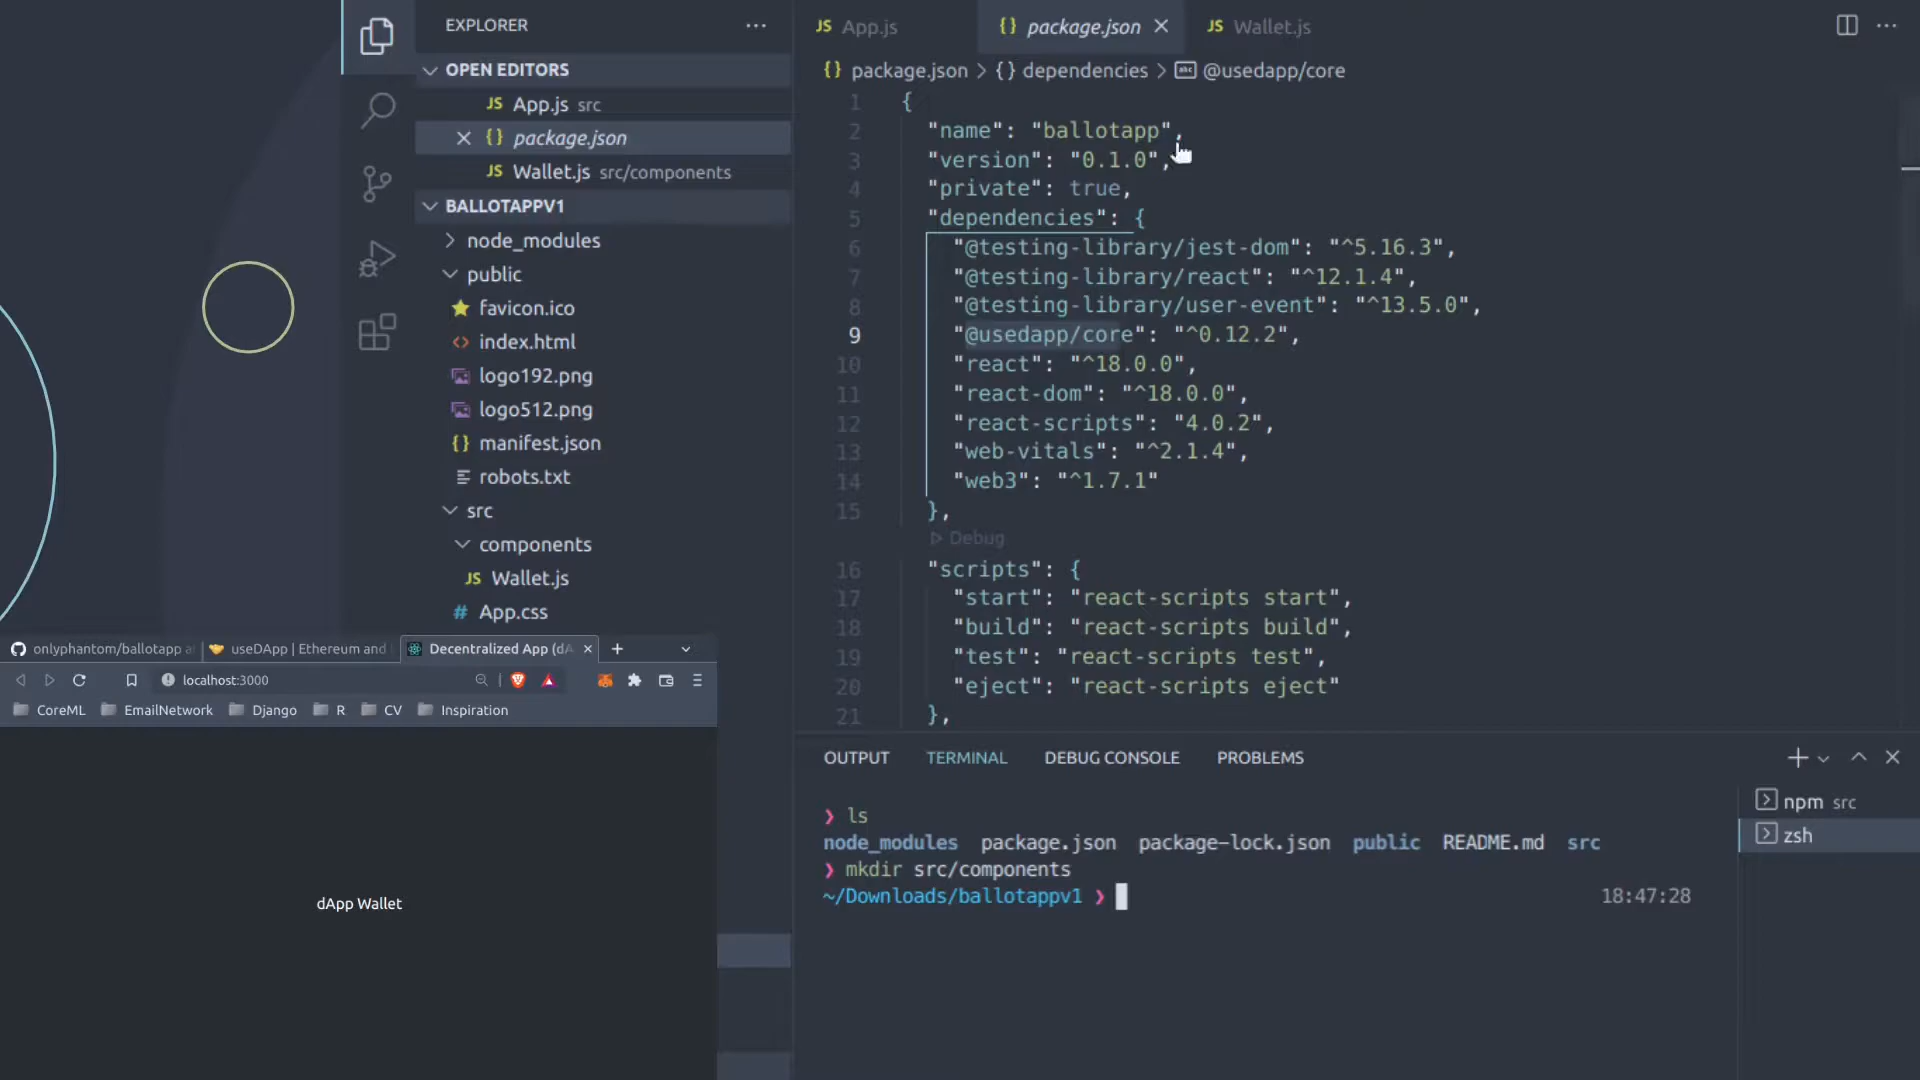 EXPLORER
OPEN EDITORS
JS App.js src
{} package.json
JS Wallet.js src/components
BALLOTAPPV1
node_modules
public
favicon.ico
<> index.html
logo192.png
logo512.png
{} manifest.json
robots.txt
src
components
JS Wallet.js
# App.css
JS App.js
{} package.json
JS Wallet.js
{} package.json > {} dependencies > abc @usedapp/core
1 {
2 "name": "ballotapp",
3 "version": "0.1.0",
4 "private": true,
5 "dependencies": {
6 "@testing-library/jest-dom": "^5.16.3",
7 "@testing-library/react": "^12.1.4",
8 "@testing-library/user-event": "^13.5.0",
9 "@usedapp/core": "^0.12.2",
10 "react": "^18.0.0",
11 "react-dom": "^18.0.0",
12 "react-scripts": "4.0.2",
13 "web-vitals": "^2.1.4",
14 "web3": "^1.7.1"
15 },
Debug
16 "scripts": {
17 "start": "react-scripts start",
18 "build": "react-scripts build",
19 "test": "react-scripts test",
20 "eject": "react-scripts eject"
21 },
OUTPUT TERMINAL DEBUG CONSOLE PROBLEMS
❯ ls
node_modules package.json package-lock.json public README.md src
❯ mkdir src/components
~/Downloads/ballotappv1 ❯ 18:47:28
npm src
zsh
onlyphantom/ballotapp a
useDApp | Ethereum and
Decentralized App (dA
localhost:3000
CoreML EmailNetwork Django R CV Inspiration
dApp Wallet